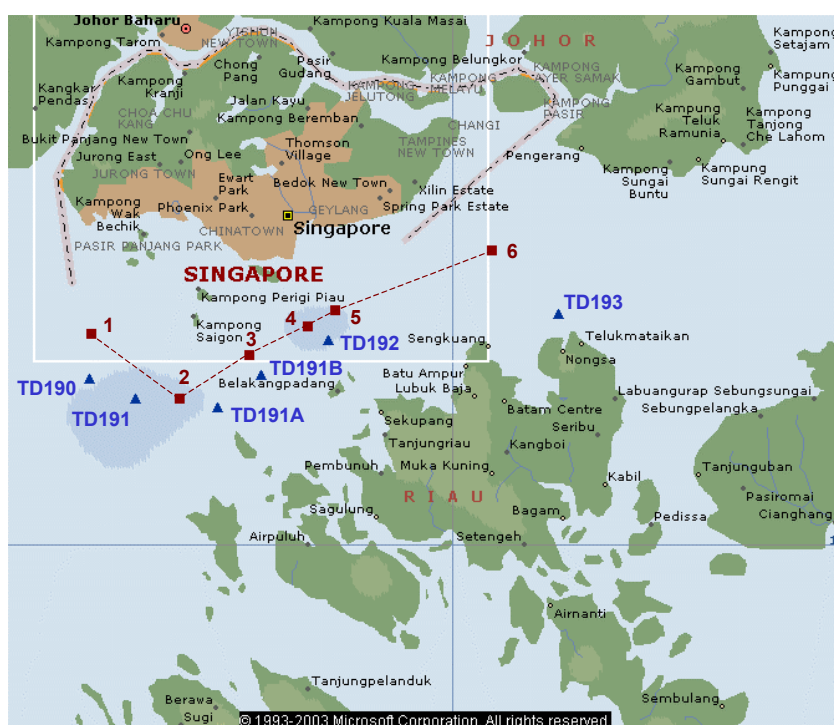 Johor Baharu
Kampong Tarom
YISHUN
NEW TOWN
Kampong Kuala Masai
JOHOR
Kampong
Setajam
Pasir
Gudang
Chong
Pang
Kampong Belungkor
Kampung
Punggai
Kampong
Kranji
KAMPONG
JELUTONG
KAMPONG
MELAYU
KAMPONG
AYER SAMAK
Kampong
Gambut
Kangkar
Pendas
CHOA CHU
KANG
Jalan Kayu
KAMPONG
PASIR
Kampong Beremban
Kampung
Teluk
Ramunia
Kampong
Tanjong
Che Lahom
Bukit Panjang New Town
CHANGI
Thomson
Village
TAMPINES
NEW TOWN
Jurong East
Ong Lee
Pengerang
JURONG TOWN
Ewart
Park
Bedok New Town
Xilin Estate
Kampong
Sungai
Buntu
Kampung
Sungai Rengit
Kampong
Wak
Bechik
Phoenix Park
GEYLANG
Spring Park Estate
CHINATOWN
Singapore
PASIR PANJANG PARK
6
SINGAPORE
Kampong Perigi Piau
TD193
1
Kampong
Saigon
4
5
3
TD192
Sengkuang
Telukmataikan
Nongsa
TD190
2
TD191B
Batu Ampur
Belakangpadang
Lubuk Baja
Labuangurap
Sebungsungai
TD191
TD191A
Batam Centre
Sebungpelangka
Sekupang
Seribu
Tanjungriau
Kangboi
Pembunuh
Muka Kuning
Kabil
Tanjunguban
RIAU
Pasiromai
Sagulung
Bagam
Pedissa
Cianghang
Airpuluh
Setengeh
1
Airnanti
Tanjungpelanduk
Berawa
Sugi
Sembulang
© 1993-2003 Microsoft Corporation. All rights reserved.